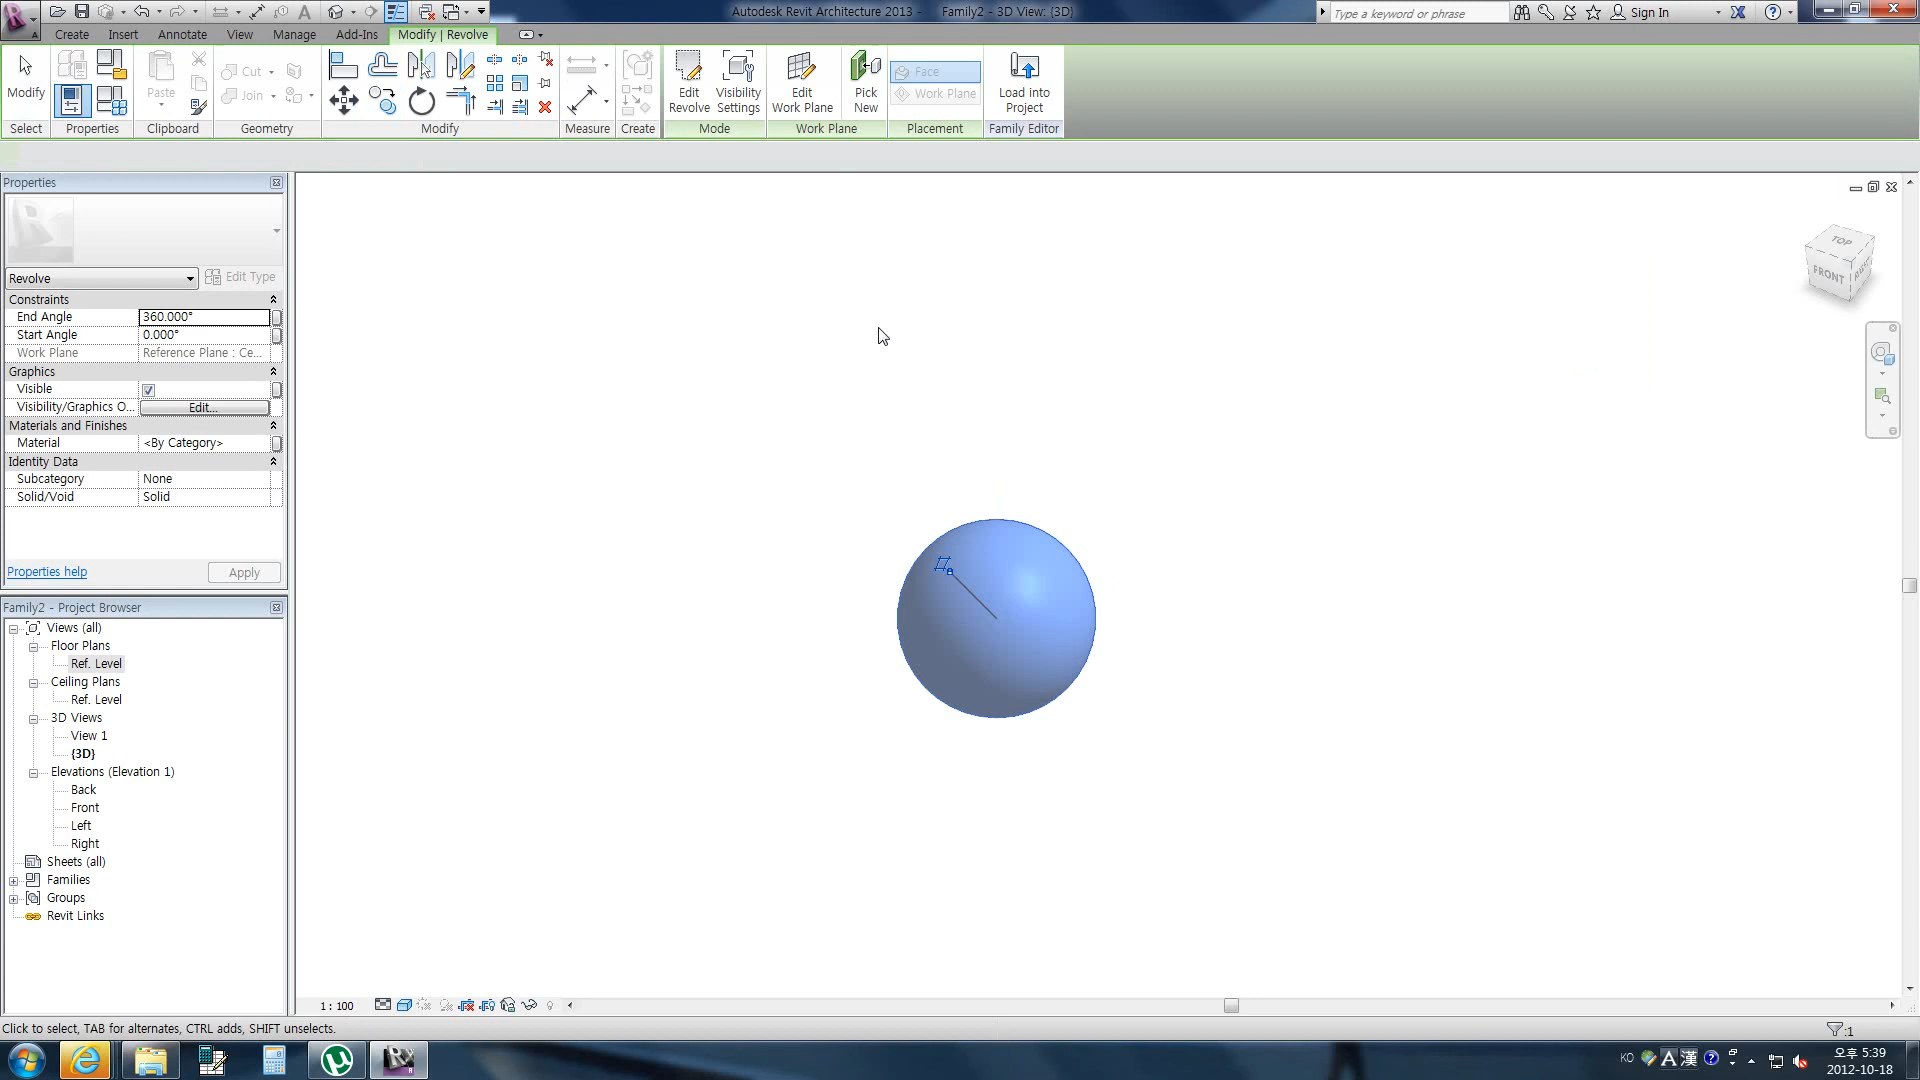 Autodesk Revit Architecture 2013 - Family2 - 3D View: {3D}
Type a keyword or phrase
Sign In
Create Insert Annotate View Manage Add-Ins Modify | Revolve
Modify
Paste
Cut
Join
Edit Revolve
Visibility Settings
Edit Work Plane
Pick New
Face
Work Plane
Load into Project
Select Properties Clipboard Geometry Modify Measure Create Mode Work Plane Placement Family Editor
Properties
Revolve
Edit Type
Constraints
End Angle 360.000°
Start Angle 0.000°
Work Plane Reference Plane : Ce...
Graphics
Visible
Visibility/Graphics O... Edit...
Materials and Finishes
Material <By Category>
Identity Data
Subcategory None
Solid/Void Solid
Properties help
Apply
Family2 - Project Browser
Views (all)
Floor Plans
Ref. Level
Ceiling Plans
Ref. Level
3D Views
View 1
{3D}
Elevations (Elevation 1)
Back
Front
Left
Right
Sheets (all)
Families
Groups
Revit Links
TOP
FRONT
RIGHT
1 : 100
Click to select, TAB for alternates, CTRL adds, SHIFT unselects.
:1
KO A 漢
오후 5:39
2012-10-18